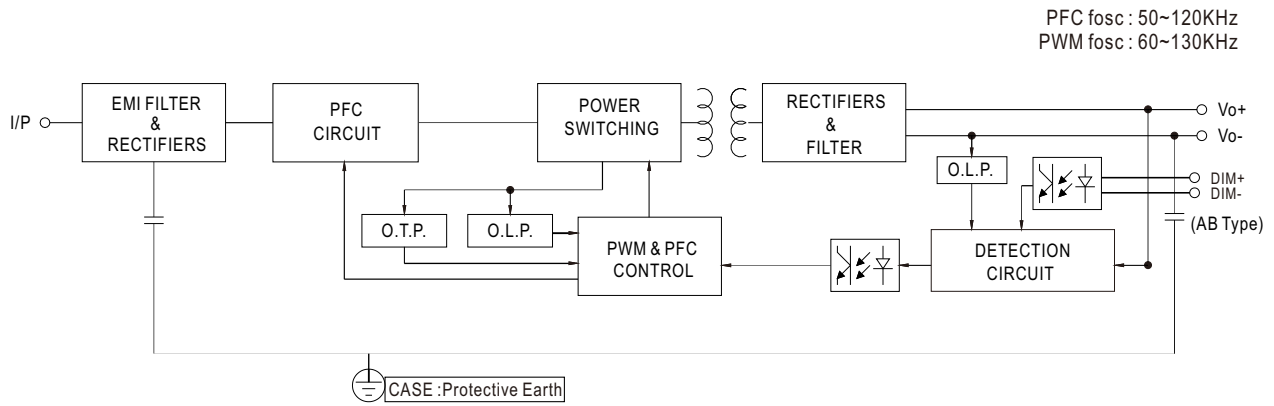 PFC fosc : 50~120KHz
PWM fosc : 60~130KHz
I/P
EMI FILTER
&
RECTIFIERS
PFC
CIRCUIT
POWER
SWITCHING
RECTIFIERS
&
FILTER
Vo+
Vo-
O.L.P.
DIM+
DIM-
(AB Type)
O.T.P.
O.L.P.
PWM & PFC
CONTROL
DETECTION
CIRCUIT
CASE :Protective Earth